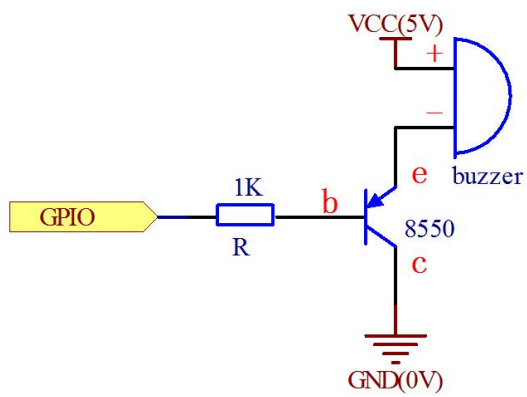 VCC(5V)
+
−
e
buzzer
1K
b
GPIO
8550
R
c
GND(0V)